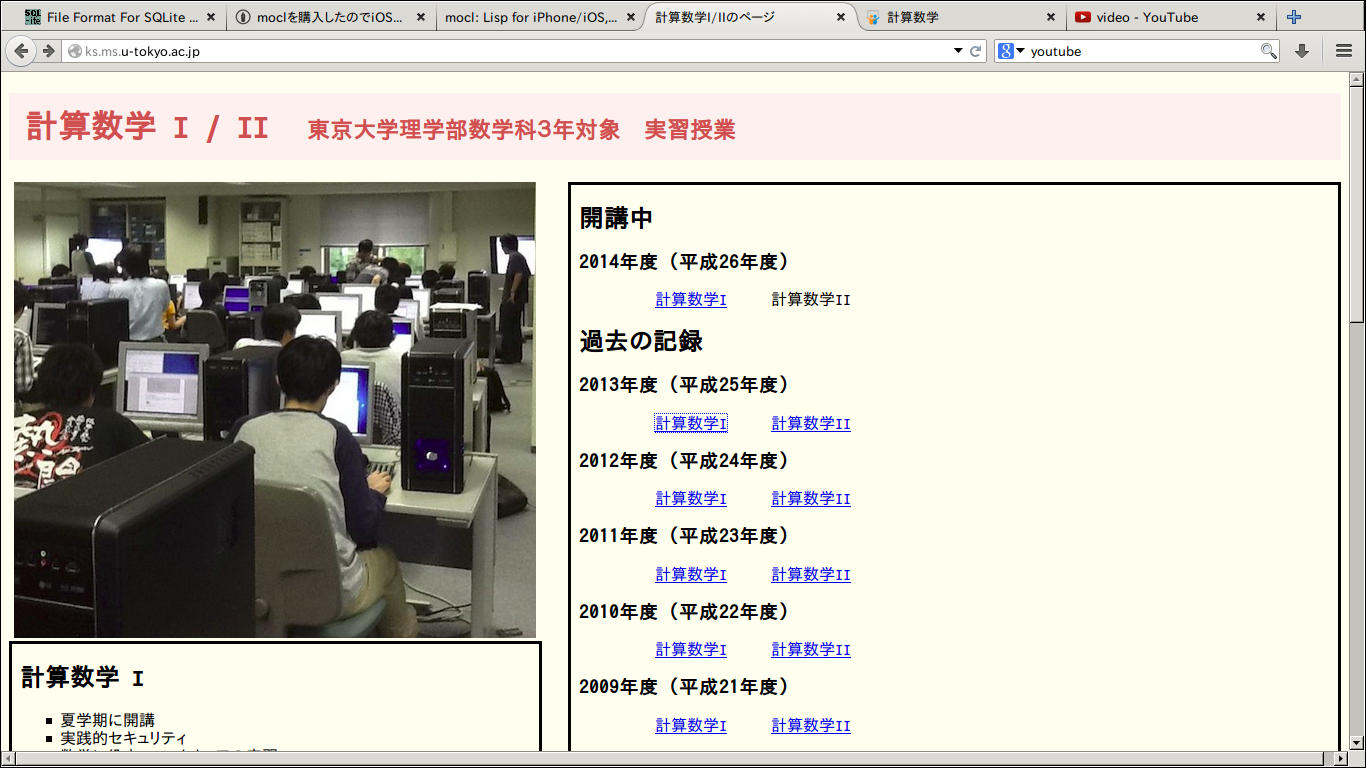 File Format For SQLite ...
moclを購入したのでiOS...
mocl: Lisp for iPhone/iOS,...
計算数学I/IIのページ
計算数学
video - YouTube
ks.ms.u-tokyo.ac.jp
youtube
計算数学 I / II 東京大学理学部数学科3年対象 実習授業
開講中
2014年度（平成26年度）
計算数学I 計算数学II
過去の記録
2013年度（平成25年度）
計算数学I 計算数学II
2012年度（平成24年度）
計算数学I 計算数学II
2011年度（平成23年度）
計算数学I 計算数学II
2010年度（平成22年度）
計算数学I 計算数学II
2009年度（平成21年度）
計算数学I 計算数学II
計算数学 I
夏学期に開講
実践的セキュリティ